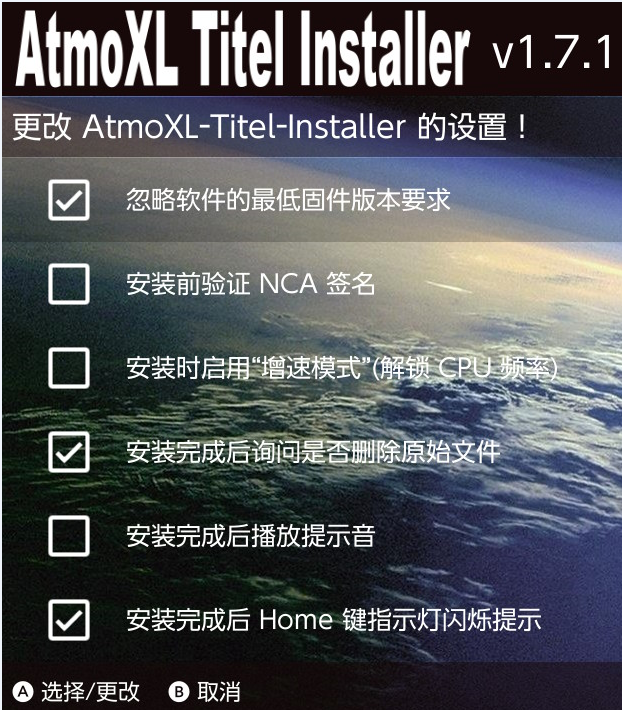 AtmoXL Titel Installer v1.7.1
更改 AtmoXL-Titel-Installer 的设置！
忽略软件的最低固件版本要求
安装前验证 NCA 签名
安装时启用“增速模式”(解锁 CPU 频率)
安装完成后询问是否删除原始文件
安装完成后播放提示音
安装完成后 Home 键指示灯闪烁提示
A 选择/更改 B 取消